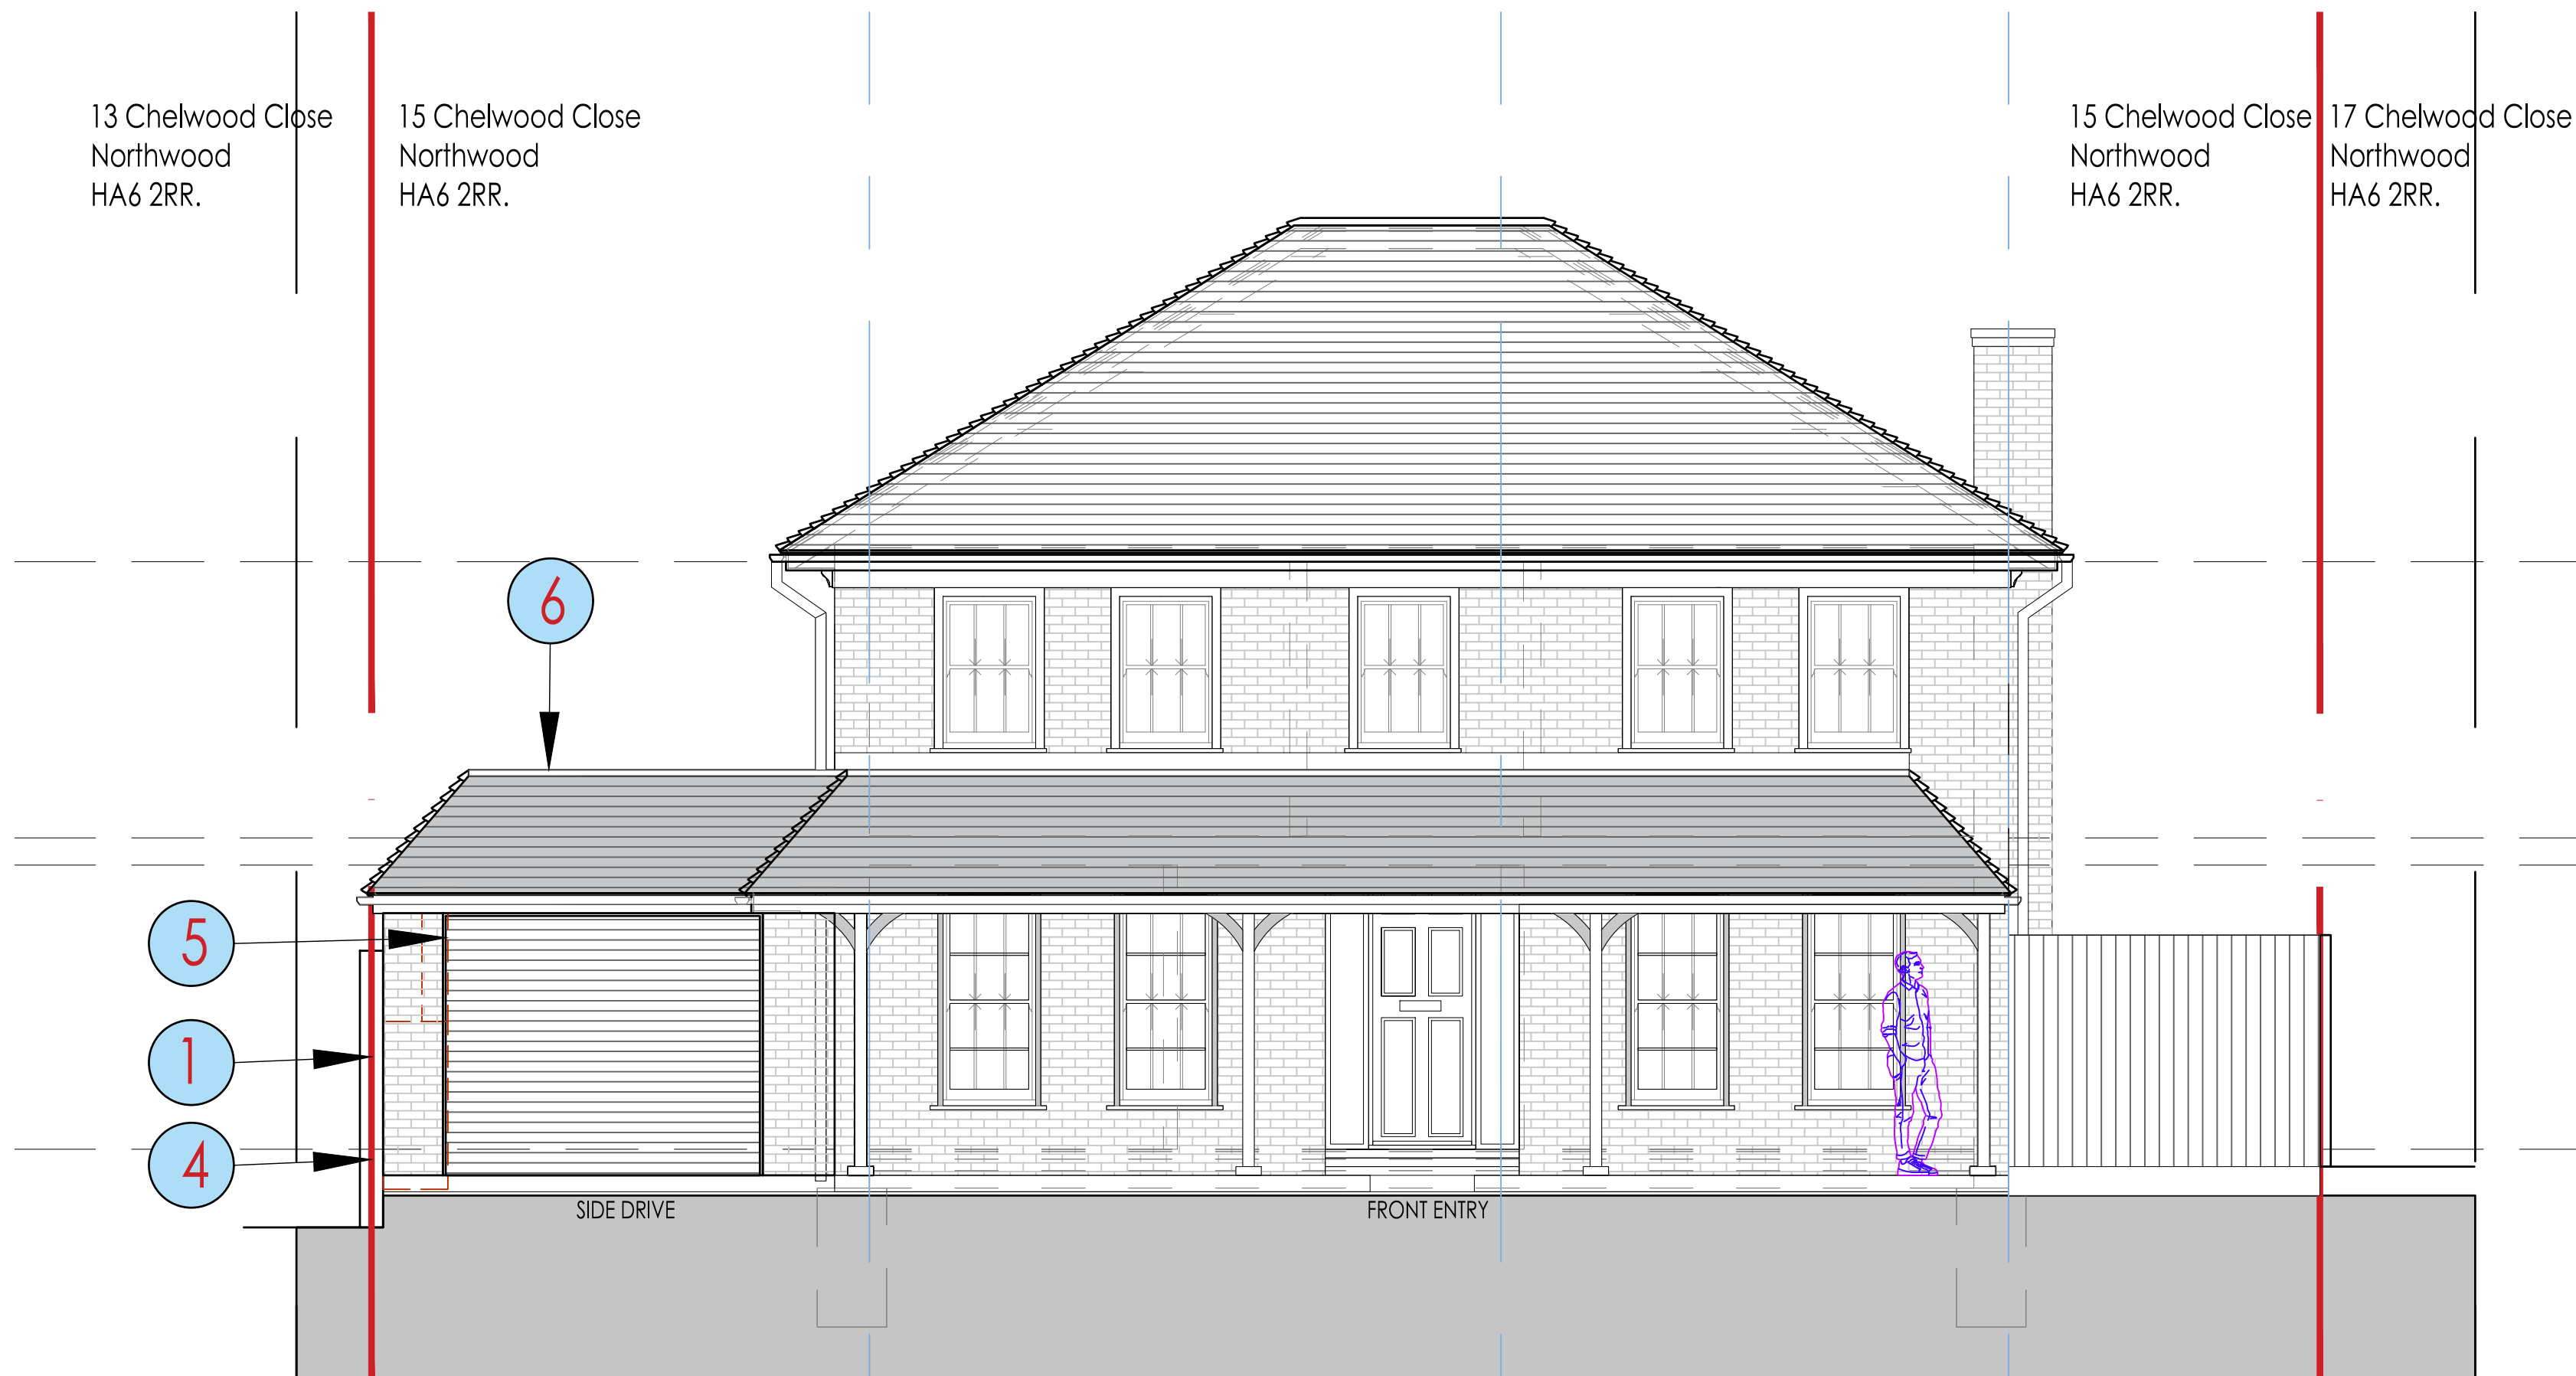 13 Chelwood Close
Northwood
HA6 2RR.
15 Chelwood Close
Northwood
HA6 2RR.
15 Chelwood Close
Northwood
HA6 2RR.
17 Chelwood Close
Northwood
HA6 2RR.
6
5
1
4
SIDE DRIVE
FRONT ENTRY